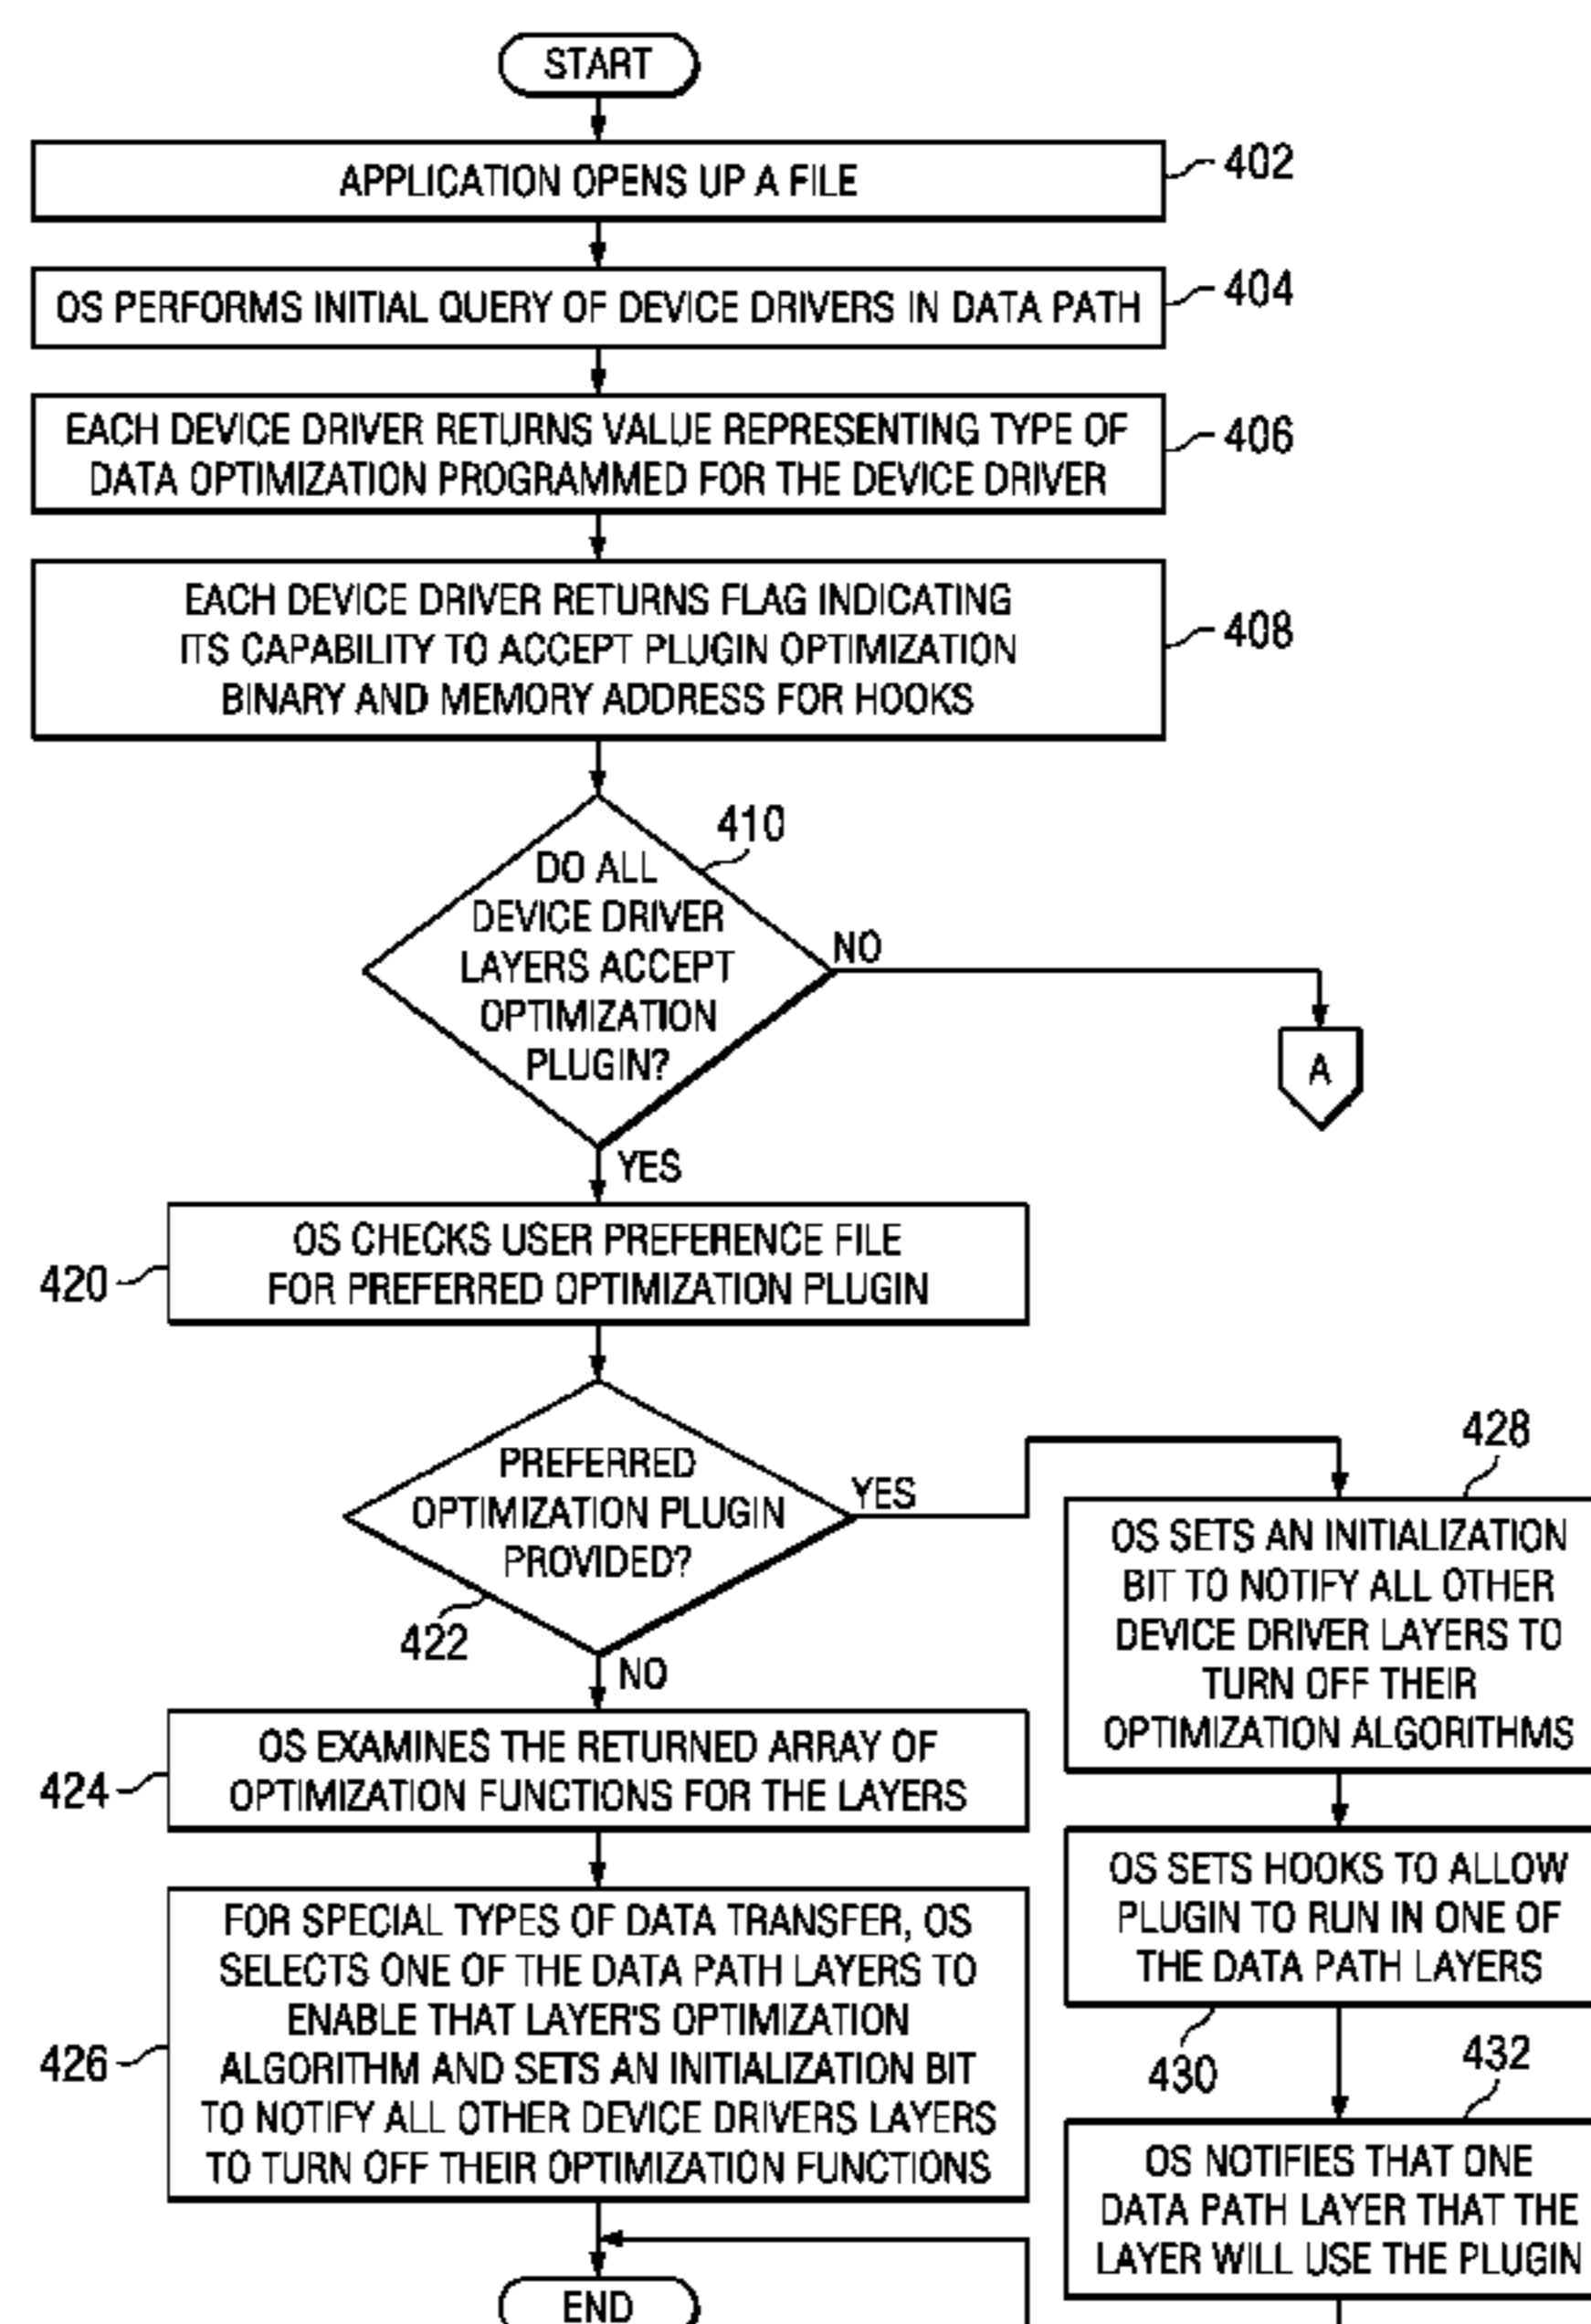 START
APPLICATION OPENS UP A FILE
402
OS PERFORMS INITIAL QUERY OF DEVICE DRIVERS IN DATA PATH
404
EACH DEVICE DRIVER RETURNS VALUE REPRESENTING TYPE OF
DATA OPTIMIZATION PROGRAMMED FOR THE DEVICE DRIVER
406
EACH DEVICE DRIVER RETURNS FLAG INDICATING
ITS CAPABILITY TO ACCEPT PLUGIN OPTIMIZATION
BINARY AND MEMORY ADDRESS FOR HOOKS
408
410
DO ALL
DEVICE DRIVER
LAYERS ACCEPT
OPTIMIZATION
PLUGIN?
NO
A
YES
OS CHECKS USER PREFERENCE FILE
FOR PREFERRED OPTIMIZATION PLUGIN
420
PREFERRED
OPTIMIZATION PLUGIN
PROVIDED?
YES
422
NO
OS EXAMINES THE RETURNED ARRAY OF
OPTIMIZATION FUNCTIONS FOR THE LAYERS
424
FOR SPECIAL TYPES OF DATA TRANSFER, OS
SELECTS ONE OF THE DATA PATH LAYERS TO
ENABLE THAT LAYER'S OPTIMIZATION
ALGORITHM AND SETS AN INITIALIZATION BIT
TO NOTIFY ALL OTHER DEVICE DRIVERS LAYERS
TO TURN OFF THEIR OPTIMIZATION FUNCTIONS
426
428
OS SETS AN INITIALIZATION
BIT TO NOTIFY ALL OTHER
DEVICE DRIVER LAYERS TO
TURN OFF THEIR
OPTIMIZATION ALGORITHMS
OS SETS HOOKS TO ALLOW
PLUGIN TO RUN IN ONE OF
THE DATA PATH LAYERS
430
432
OS NOTIFIES THAT ONE
DATA PATH LAYER THAT THE
LAYER WILL USE THE PLUGIN
END